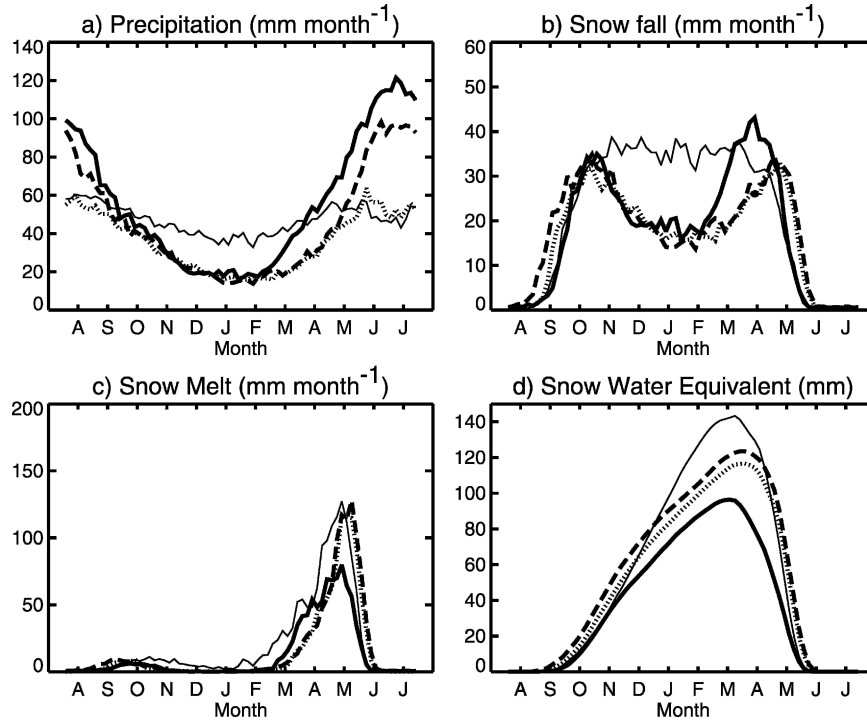 a) Precipitation (mm month⁻¹)
140
120
100
80
60
40
20
0
A S O N D J F M A M J J
Month
b) Snow fall (mm month⁻¹)
60
50
40
30
20
10
0
A S O N D J F M A M J J
Month
c) Snow Melt (mm month⁻¹)
200
150
100
50
0
A S O N D J F M A M J J
Month
d) Snow Water Equivalent (mm)
140
120
100
80
60
40
20
0
A S O N D J F M A M J J
Month